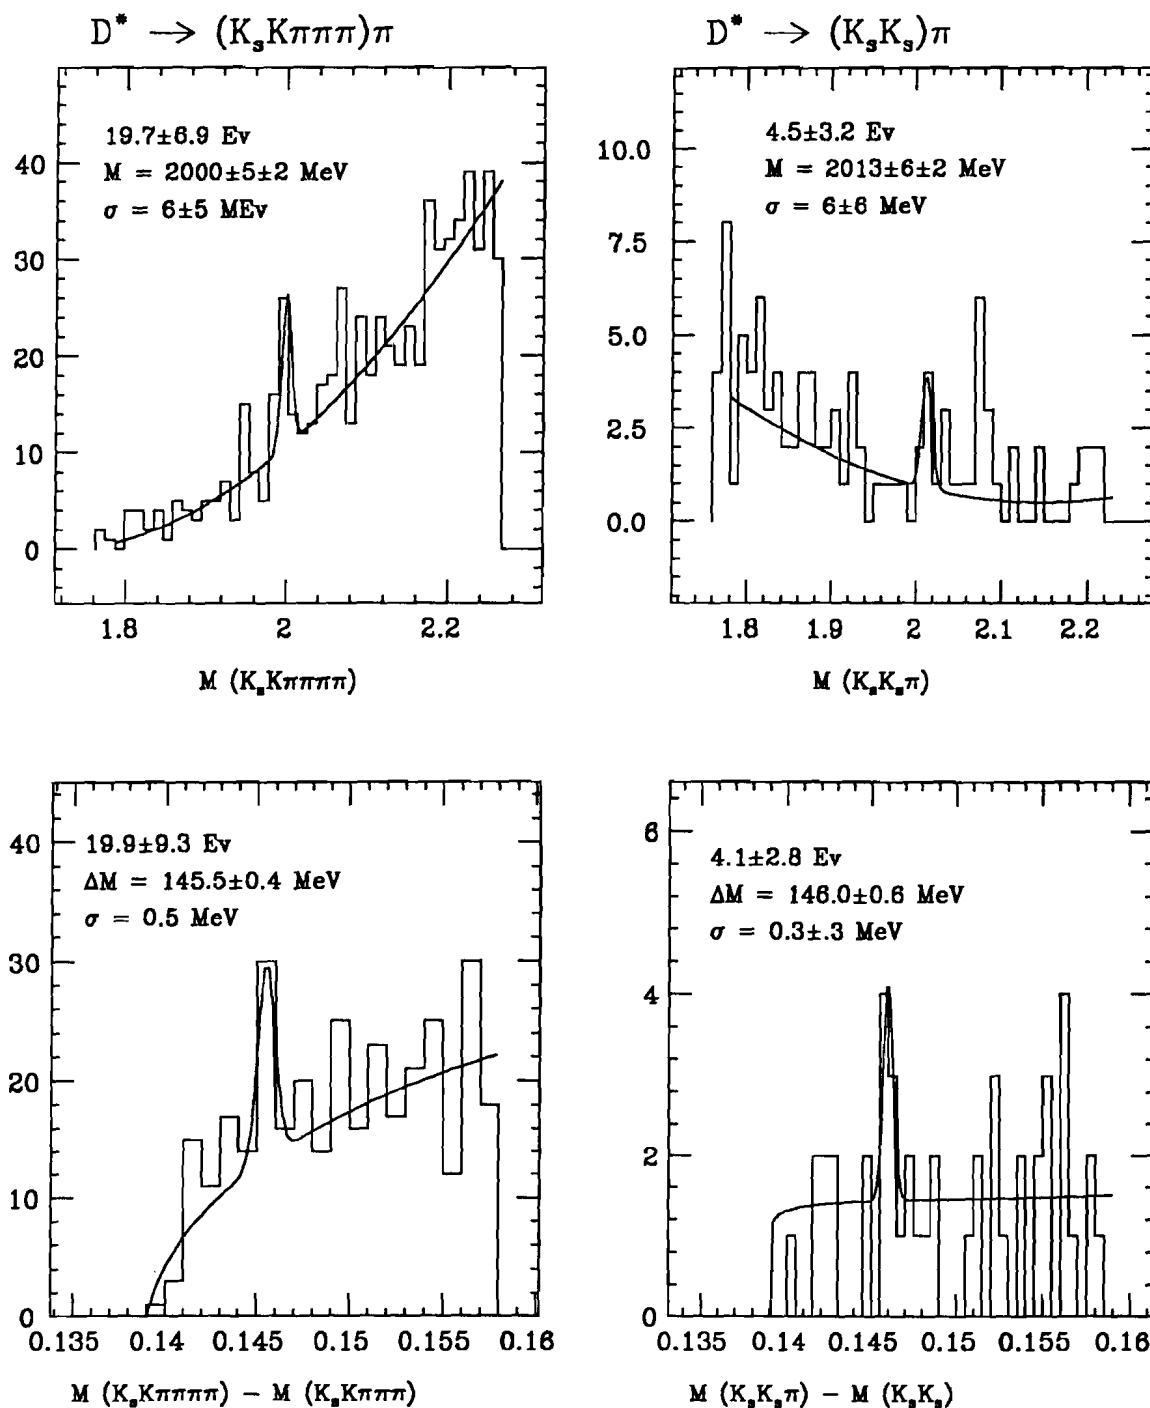 D* → (KₛKπππ)π
19.7±6.9 Ev
M = 2000±5±2 MeV
σ = 6±5 MEv
40
30
20
10
0
1.8 2 2.2
M (KₛKππππ)
D* → (KₛKₛ)π
4.5±3.2 Ev
M = 2013±6±2 MeV
σ = 6±6 MeV
10.0
7.5
5.0
2.5
0.0
1.8 1.9 2 2.1 2.2
M (KₛKₛπ)
19.9±9.3 Ev
ΔM = 145.5±0.4 MeV
σ = 0.5 MeV
40
30
20
10
0
0.135 0.14 0.145 0.15 0.155 0.16
M (KₛKππππ) − M (KₛKπππ)
4.1±2.8 Ev
ΔM = 146.0±0.6 MeV
σ = 0.3±.3 MeV
6
4
2
0
0.135 0.14 0.145 0.15 0.155 0.16
M (KₛKₛπ) − M (KₛKₛ)